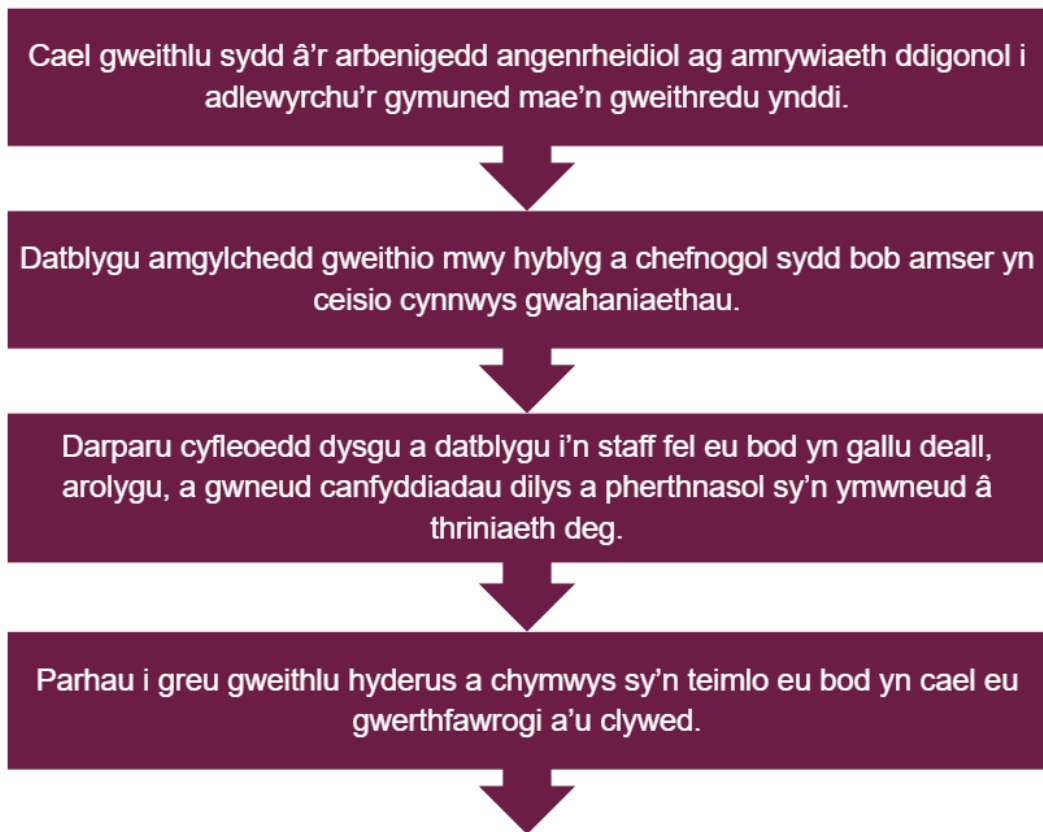 Cael gweithlu sydd â’r arbenigedd angenrheidiol ag amrywiaeth ddigonol i
adlewyrchu’r gymuned mae’n gweithredu ynddi.
Datblygu amgylchedd gweithio mwy hyblyg a chefnogol sydd bob amser yn
ceisio cynnwys gwahaniaethau.
Darparu cyfleoedd dysgu a datblygu i’n staff fel eu bod yn gallu deall,
arolygu, a gwneud canfyddiadau dilys a pherthnasol sy’n ymwneud â
thriniaeth deg.
Parhau i greu gweithlu hyderus a chymwys sy’n teimlo eu bod yn cael eu
gwerthfawrogi a’u clywed.